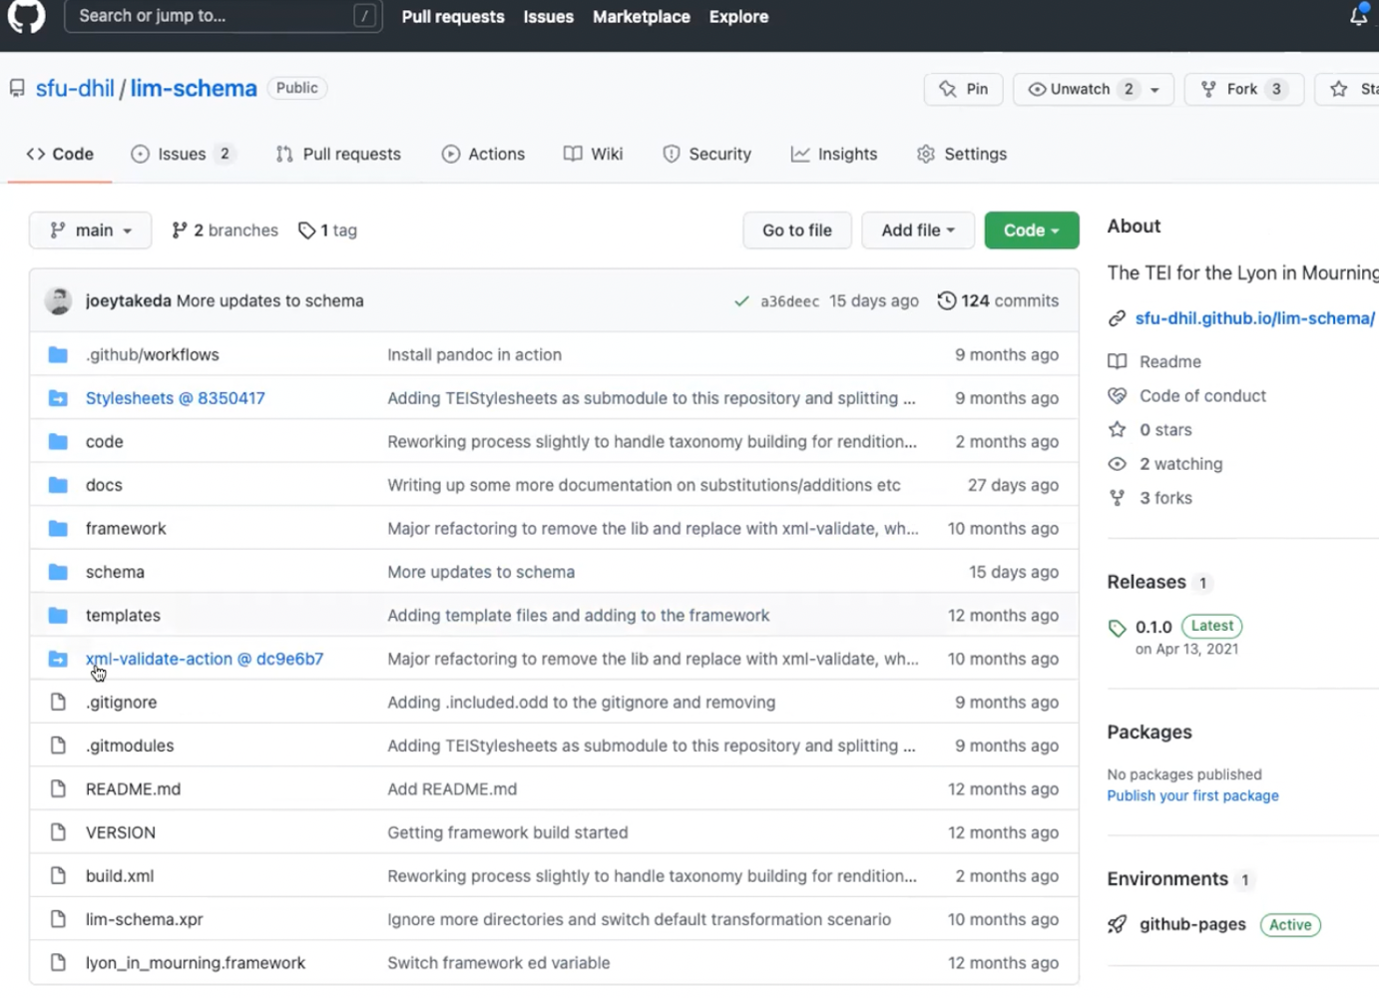 Search or jump to... /
Pull requests Issues Marketplace Explore
sfu-dhil / lim-schema Public
Pin Unwatch 2 Fork 3 Sta
Code Issues 2 Pull requests Actions Wiki Security Insights Settings
main 2 branches 1 tag Go to file Add file Code
joeytakeda More updates to schema a36deec 15 days ago 124 commits
.github/workflows Install pandoc in action 9 months ago
Stylesheets @ 8350417 Adding TEIStylesheets as submodule to this repository and splitting ... 9 months ago
code Reworking process slightly to handle taxonomy building for rendition... 2 months ago
docs Writing up some more documentation on substitutions/additions etc 27 days ago
framework Major refactoring to remove the lib and replace with xml-validate, wh... 10 months ago
schema More updates to schema 15 days ago
templates Adding template files and adding to the framework 12 months ago
xml-validate-action @ dc9e6b7 Major refactoring to remove the lib and replace with xml-validate, wh... 10 months ago
.gitignore Adding .included.odd to the gitignore and removing 9 months ago
.gitmodules Adding TEIStylesheets as submodule to this repository and splitting ... 9 months ago
README.md Add README.md 12 months ago
VERSION Getting framework build started 12 months ago
build.xml Reworking process slightly to handle taxonomy building for rendition... 2 months ago
lim-schema.xpr Ignore more directories and switch default transformation scenario 10 months ago
lyon_in_mourning.framework Switch framework ed variable 12 months ago
About
The TEI for the Lyon in Mourning
sfu-dhil.github.io/lim-schema/
Readme
Code of conduct
0 stars
2 watching
3 forks
Releases 1
0.1.0 Latest
on Apr 13, 2021
Packages
No packages published
Publish your first package
Environments 1
github-pages Active